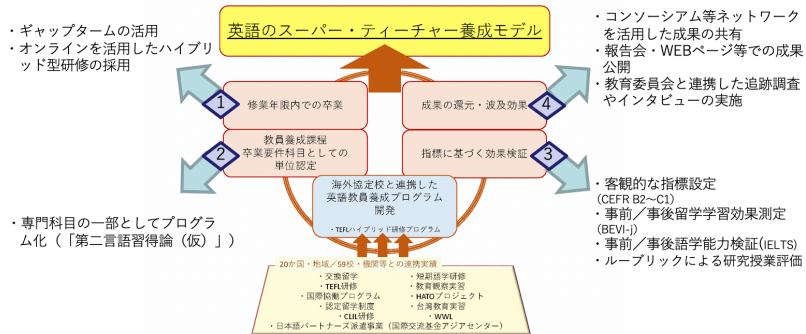 英語のスーパー・ティーチャー養成モデル
・ギャップタームの活用
・オンラインを活用したハイブリ
ッド型研修の採用
・コンソーシアム等ネットワーク
を活用した成果の共有
・報告会・WEBページ等での成果
公開
・教育委員会と連携した追跡調査
やインタビューの実施
1
修業年限内での卒業
成果の還元・波及効果
4
2
教員養成課程
卒業要件科目としての
単位認定
指標に基づく効果検証
3
海外協定校と連携した
英語教員養成プログラム
開発
・TEFLハイブリッド研修プログラム
・専門科目の一部としてプログラ
ム化（「第二言語習得論（仮）」）
・客観的な指標設定
(CEFR B2～C1)
・事前／事後留学学習効果測定
(BEVI-j)
・事前／事後語学能力検証(IELTS)
・ルーブリックによる研究授業評価
20か国・地域／59校・機関等との連携実績
・交換留学
・短期語学研修
・TEFL研修
・教育観察実習
・国際協働プログラム
・HATOプロジェクト
・認定留学制度
・台湾教育実習
・CLIL研修
・WWL
・日本語パートナーズ派遣事業（国際交流基金アジアセンター）